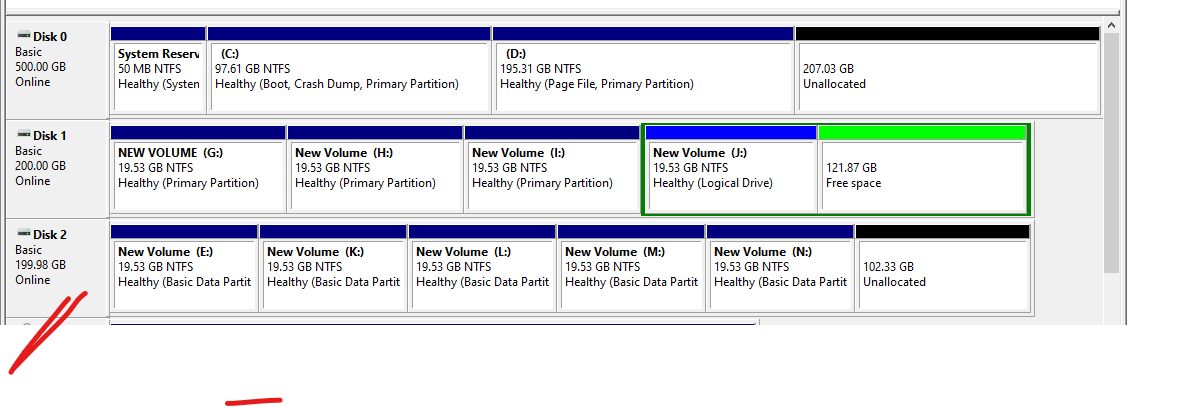 Disk 0
Basic
500.00 GB
Online
System Reserv
50 MB NTFS
Healthy (System
(C:)
97.61 GB NTFS
Healthy (Boot, Crash Dump, Primary Partition)
(D:)
195.31 GB NTFS
Healthy (Page File, Primary Partition)
207.03 GB
Unallocated
Disk 1
Basic
200.00 GB
Online
NEW VOLUME (G:)
19.53 GB NTFS
Healthy (Primary Partition)
New Volume (H:)
19.53 GB NTFS
Healthy (Primary Partition)
New Volume (I:)
19.53 GB NTFS
Healthy (Primary Partition)
New Volume (J:)
19.53 GB NTFS
Healthy (Logical Drive)
121.87 GB
Free space
Disk 2
Basic
199.98 GB
Online
New Volume (E:)
19.53 GB NTFS
Healthy (Basic Data Partit
New Volume (K:)
19.53 GB NTFS
Healthy (Basic Data Partit
New Volume (L:)
19.53 GB NTFS
Healthy (Basic Data Partit
New Volume (M:)
19.53 GB NTFS
Healthy (Basic Data Partit
New Volume (N:)
19.53 GB NTFS
Healthy (Basic Data Partit
102.33 GB
Unallocated